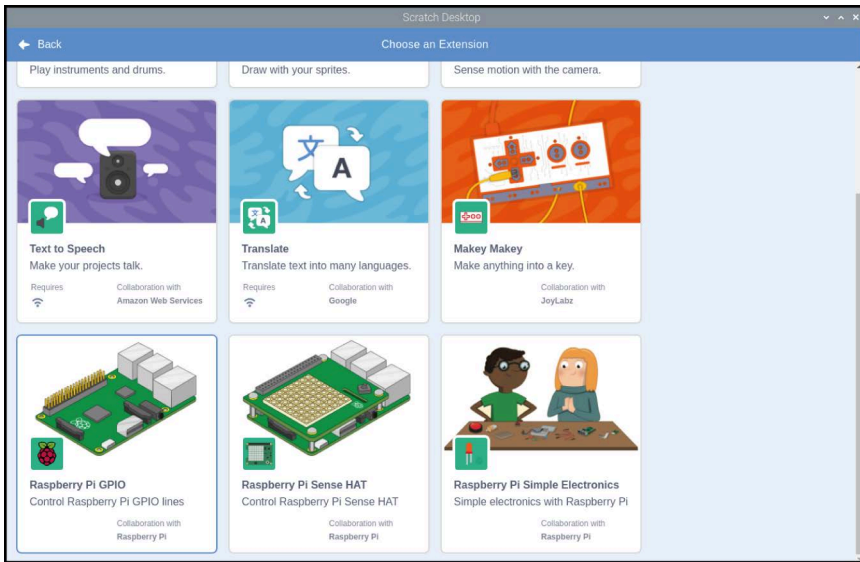 Scratch Desktop
Back
Choose an Extension
Play instruments and drums.
Draw with your sprites.
Sense motion with the camera.
文
A
Text to Speech
Make your projects talk.
Requires
Collaboration with
Amazon Web Services
Translate
Translate text into many languages.
Requires
Collaboration with
Google
Makey Makey
Make anything into a key.
Collaboration with
JoyLabz
Raspberry Pi GPIO
Control Raspberry Pi GPIO lines
Collaboration with
Raspberry Pi
Raspberry Pi Sense HAT
Control Raspberry Pi Sense HAT
Collaboration with
Raspberry Pi
Raspberry Pi Simple Electronics
Simple electronics with Raspberry Pi
Collaboration with
Raspberry Pi